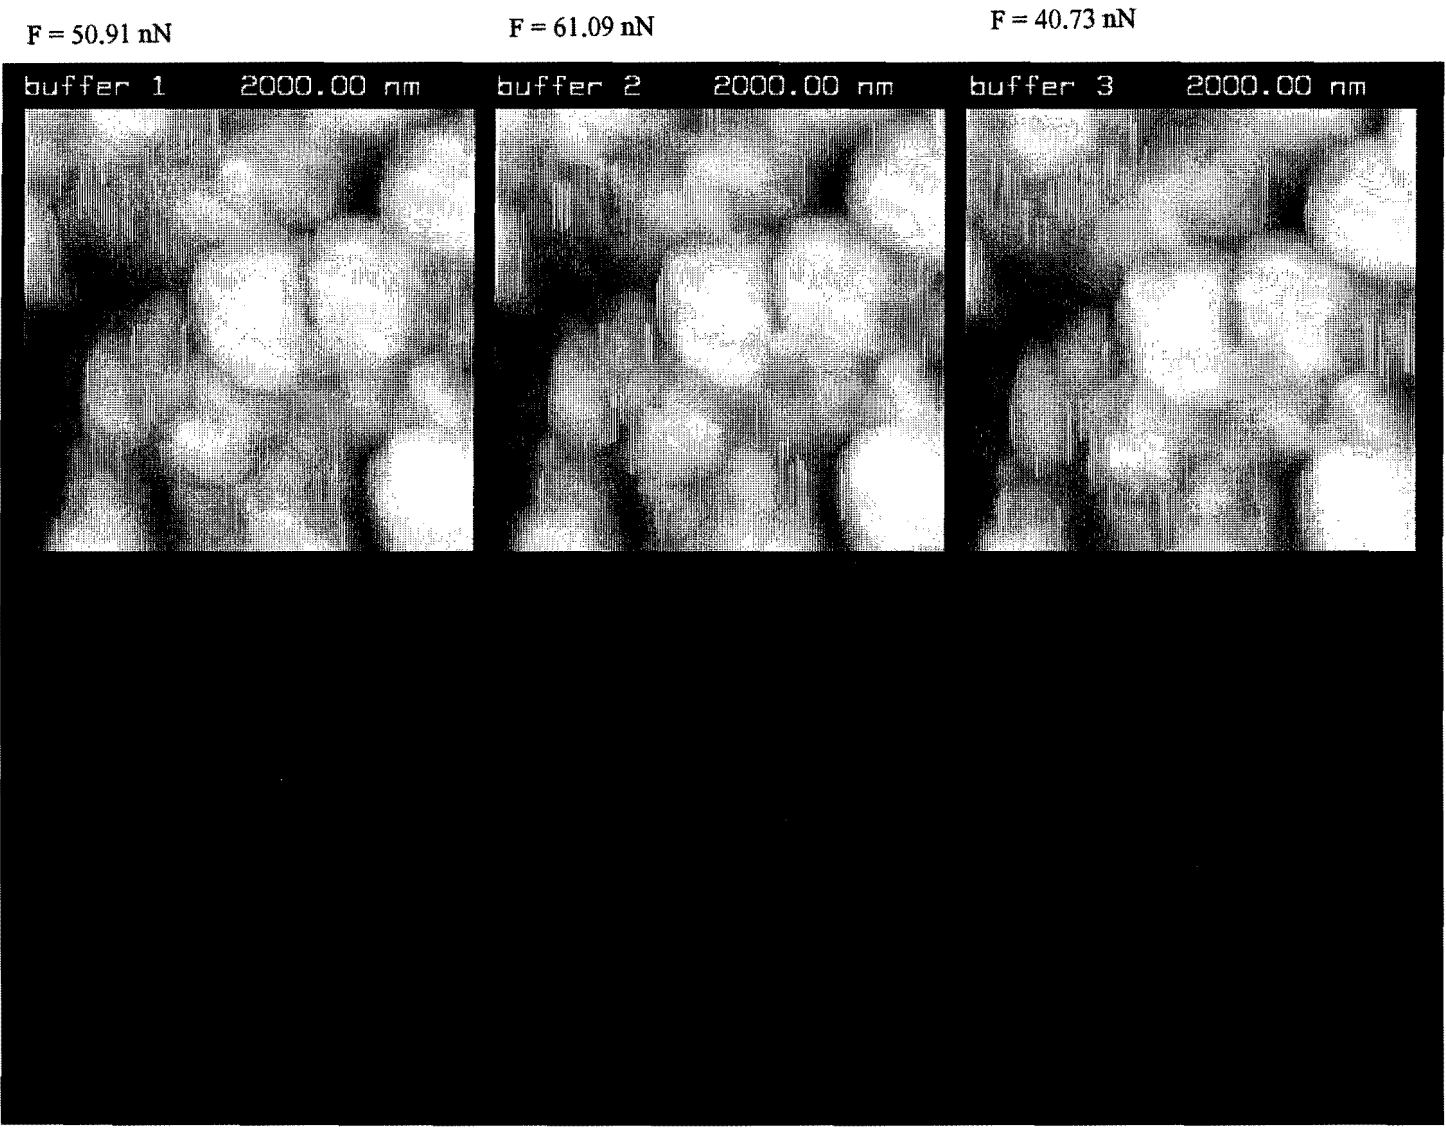 F = 50.91 nN
F = 61.09 nN
F = 40.73 nN
buffer 1 2000.00 nm
buffer 2 2000.00 nm
buffer 3 2000.00 nm